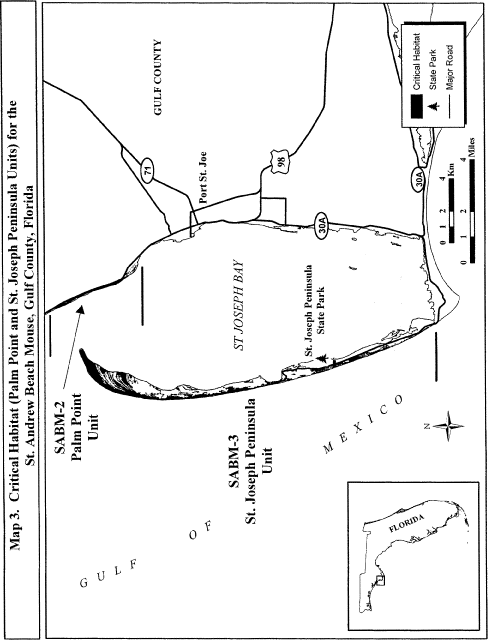 Map 3. Critical Habitat (Palm Point and St. Joseph Peninsula Units) for the
St. Andrew Beach Mouse, Gulf County, Florida
GULF COUNTY
71
Port St. Joe
98
30A
30A
ST JOSEPH BAY
St. Joseph Peninsula
State Park
SABM-2
Palm Point
Unit
SABM-3
St. Joseph Peninsula
Unit
GULF OF MEXICO
Critical Habitat
State Park
Major Road
0 2 4 Km
0 2 4 Miles
N
FLORIDA